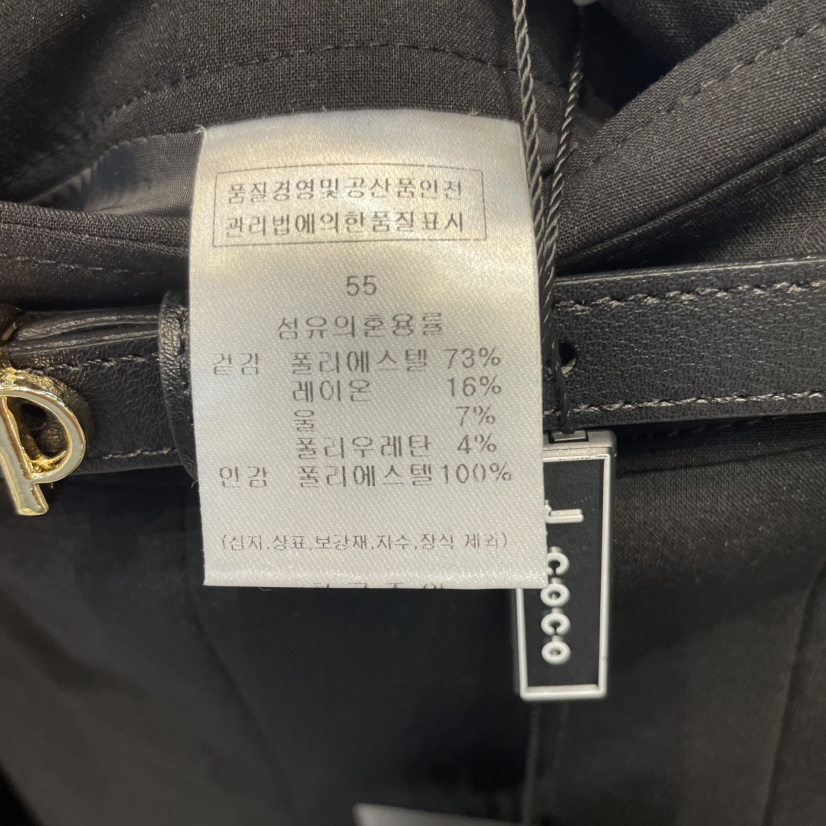 품질경영및공산품안전
관리법에의한품질표시
55
섬유의혼용률
겉감 폴리에스텔 73%
레이온 16%
울 7%
폴리우레탄 4%
안감 폴리에스텔 100%
(심지,상표,보강재,자수,장식 제외)
COCO